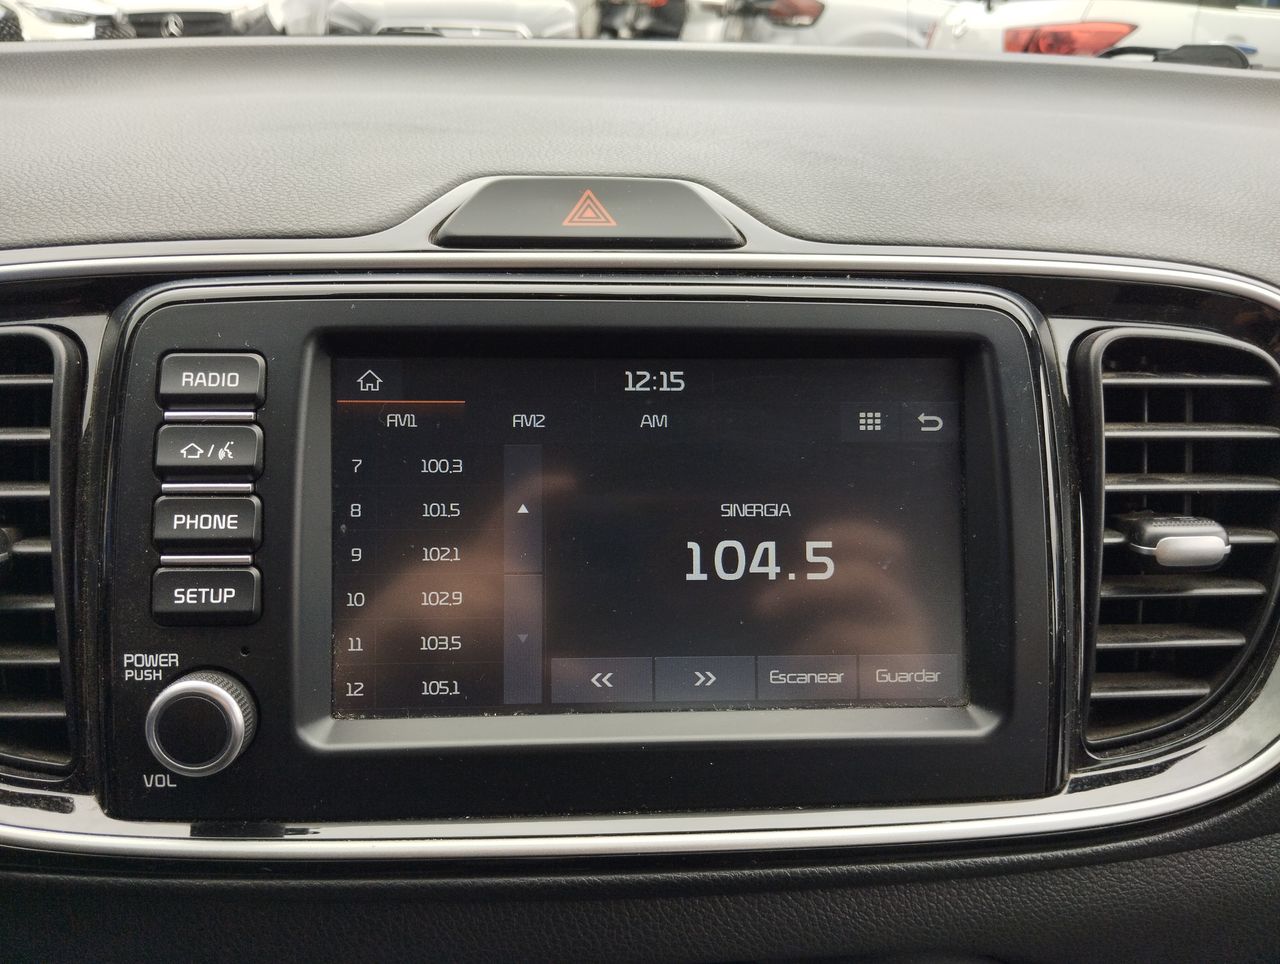 12:15
FM1 FM2 AM
7 100.3
8 101.5
9 102.1
10 102.9
11 103.5
12 105.1
SINERGIA
104.5
Escanear Guardar
RADIO
PHONE
SETUP
POWER
PUSH
VOL